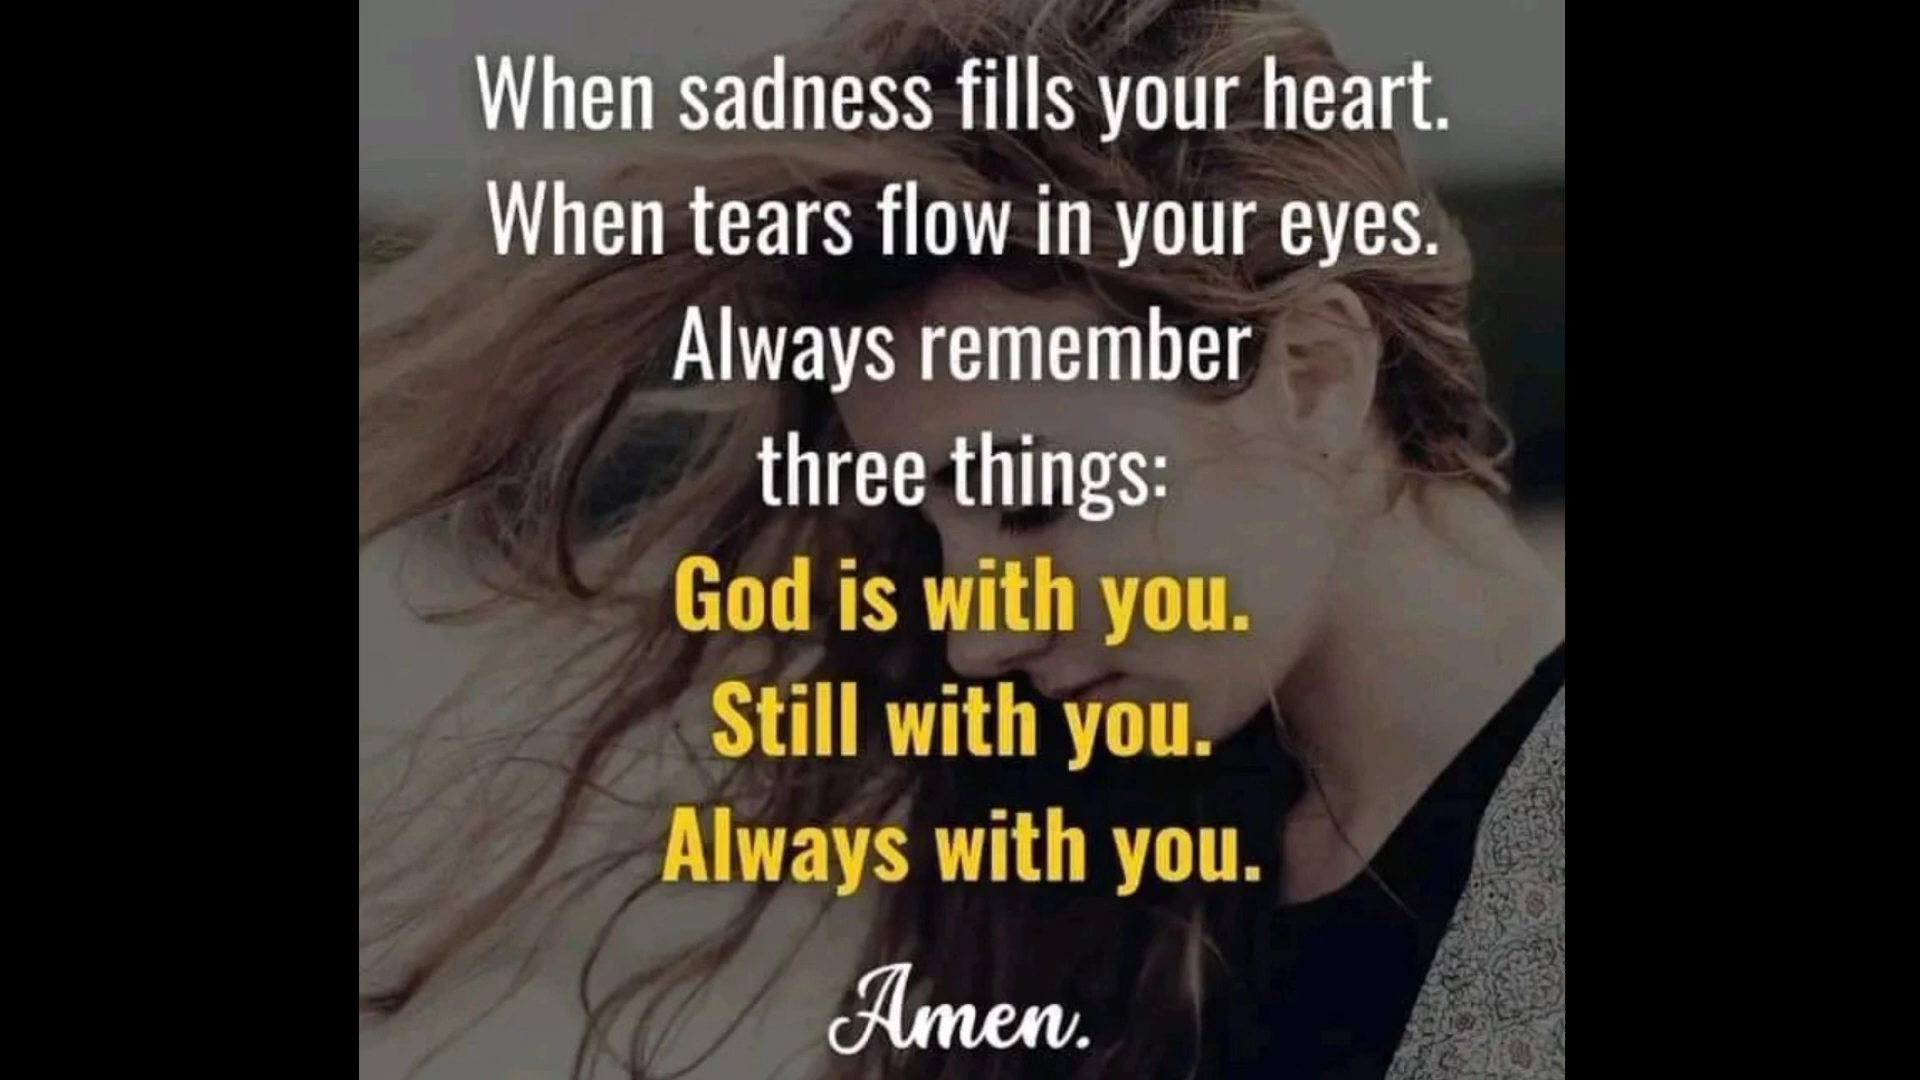 When sadness fills your heart.
When tears flow in your eyes.
Always remember
three things:
God is with you.
Still with you.
Always with you.
Amen.